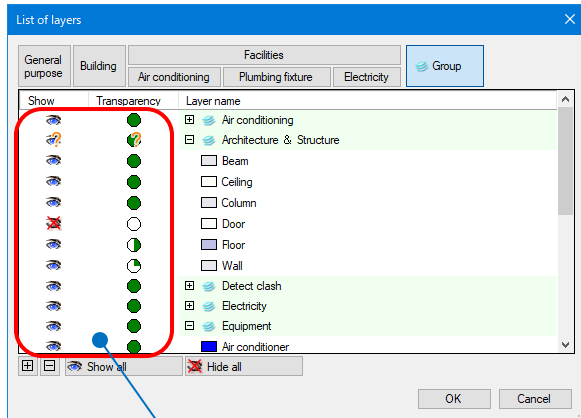 List of layers
General purpose
Building
Facilities
Air conditioning
Plumbing fixture
Electricity
Group
Show Transparency Layer name
Air conditioning
Architecture & Structure
Beam
Ceiling
Column
Door
Floor
Wall
Detect clash
Electricity
Equipment
Air conditioner
Show all
Hide all
OK
Cancel